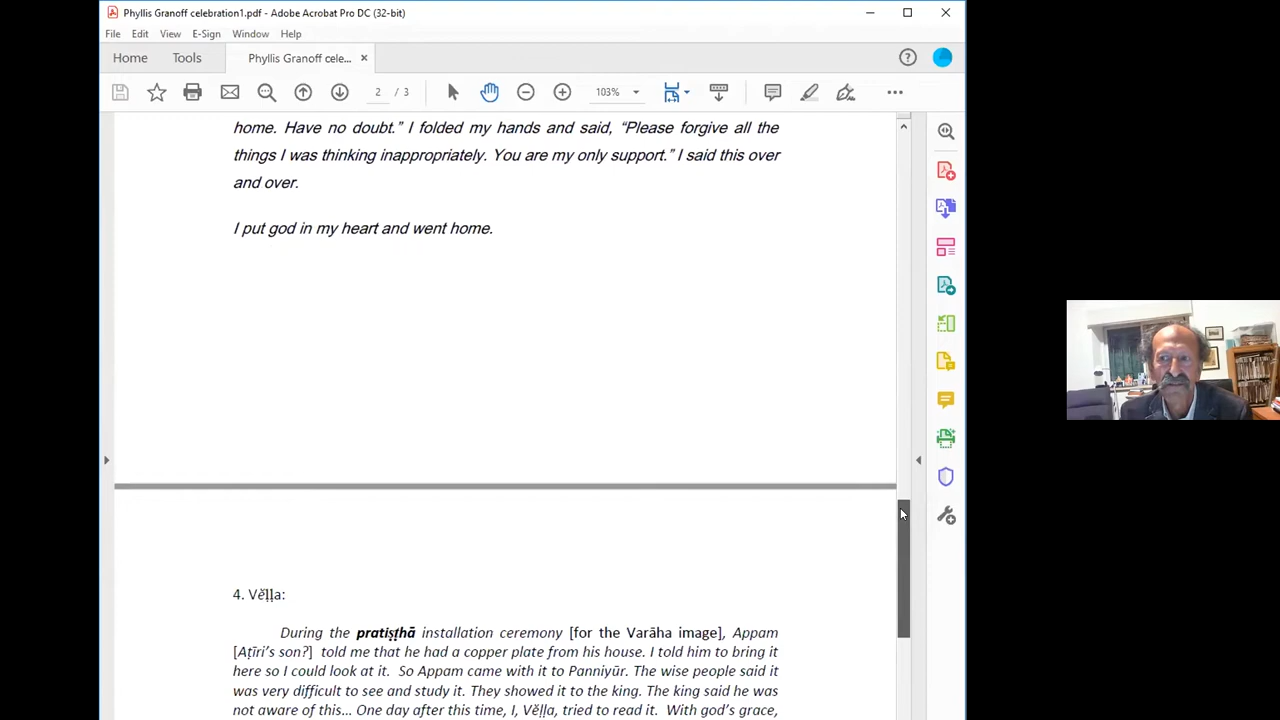 Phyllis Granoff celebration1.pdf - Adobe Acrobat Pro DC (32-bit)
File Edit View E-Sign Window Help
Home Tools Phyllis Granoff cele... ×
2 / 3 103%
home. Have no doubt.” I folded my hands and said, “Please forgive all the
things I was thinking inappropriately. You are my only support.” I said this over
and over.
I put god in my heart and went home.
4. Vĕḷḷa:
During the pratiṣṭhā installation ceremony [for the Varāha image], Appam
[Aṭīri’s son?] told me that he had a copper plate from his house. I told him to bring it
here so I could look at it. So Appam came with it to Panniyūr. The wise people said it
was very difficult to see and study it. They showed it to the king. The king said he was
not aware of this... One day after this time, I, Vĕḷḷa, tried to read it. With god’s grace,